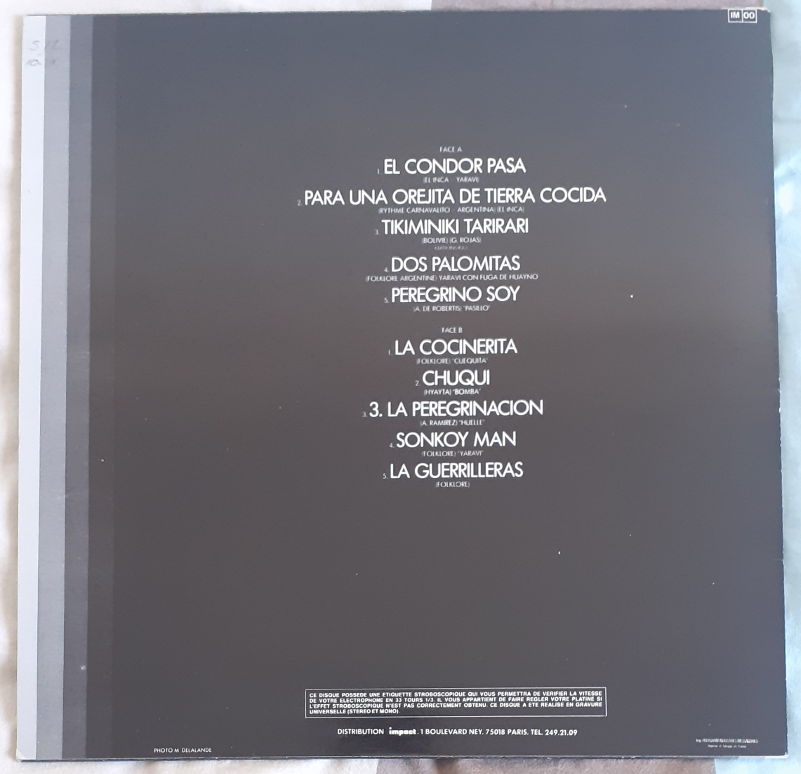 IM 00
FACE A
1. EL CONDOR PASA
(EL INCA - YARAVI)
2. PARA UNA OREJITA DE TIERRA COCIDA
(RYTHME CARNAVALITO - ARGENTINA) (EL INCA)
3. TIKIMINIKI TARIRARI
(BOLIVIE) (G. ROJAS)
4. DOS PALOMITAS
(FOLKLORE ARGENTINE) YARAVI CON FUGA DE HUAYNO
5. PEREGRINO SOY
(A. DE ROBERTIS) "PASILLO"
FACE B
1. LA COCINERITA
(FOLKLORE) "CUEQUITA"
2. CHUQUI
(HYAYTA) "BOMBA"
3. 3. LA PEREGRINACION
(A. RAMIREZ) "HUELLE"
4. SONKOY MAN
(FOLKLORE) "YARAVI"
5. LA GUERRILLERAS
(FOLKLORE)
CE DISQUE POSSEDE UNE ETIQUETTE STROBOSCOPIQUE QUI VOUS PERMETTRA DE VERIFIER LA VITESSE
DE VOTRE ELECTROPHONE EN 33 TOURS 1/3. IL VOUS APPARTIENT DE FAIRE REGLER VOTRE PLATINE SI
L'EFFET STROBOSCOPIQUE N'EST PAS CORRECTEMENT OBTENU. CE DISQUE A ETE REALISE EN GRAVURE
UNIVERSELLE (STEREO ET MONO).
DISTRIBUTION impact. 1 BOULEVARD NEY. 75018 PARIS. TEL. 249.21.09
PHOTO M. DELALANDE